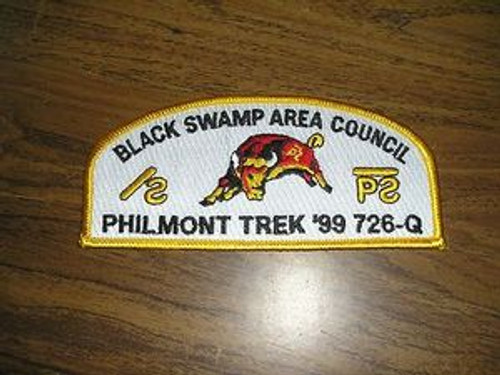 BLACK SWAMP AREA COUNCIL
PHILMONT TREK '99 726-Q